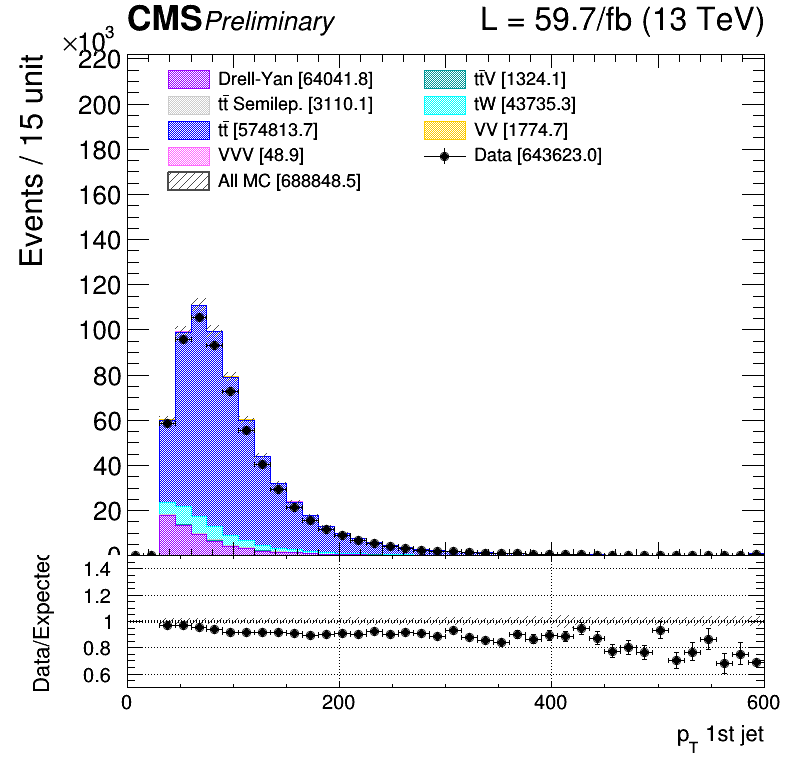 CMS Preliminary L = 59.7/fb (13 TeV)
×10³
Events / 15 unit
220
200
180
160
140
120
100
80
60
40
20
0
Drell-Yan [64041.8]
tt̄ Semilep. [3110.1]
tt̄ [574813.7]
VVV [48.9]
All MC [688848.5]
tt̄V [1324.1]
tW [43735.3]
VV [1774.7]
Data [643623.0]
Data/Expected
1.4
1.2
1
0.8
0.6
0 200 400 600
p_T 1st jet